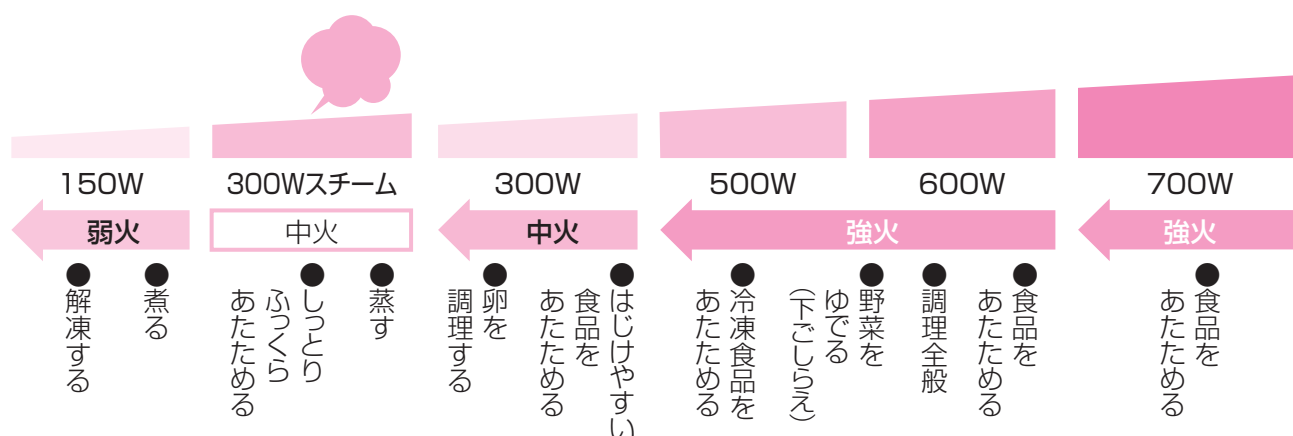 150W
300Wスチーム
300W
500W
600W
700W
弱火
中火
中火
強火
強火
●煮る
●解凍する
●蒸す
●しっとり
ふっくら
あたためる
●はじけやすい
食品を
あたためる
●卵を
調理する
●食品を
あたためる
●調理全般
●野菜を
ゆでる
(下ごしらえ)
●冷凍食品を
あたためる
●食品を
あたためる